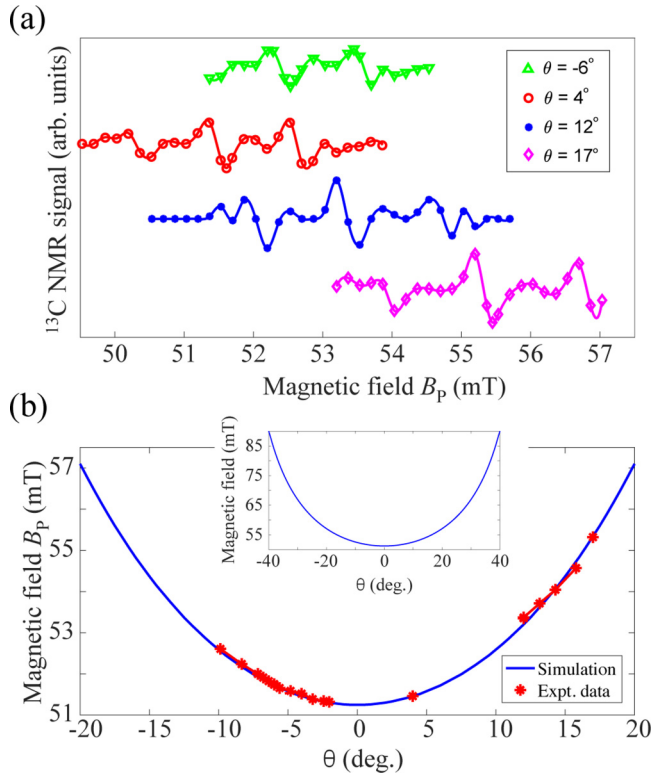 (a)
¹³C NMR signal (arb. units)
θ = -6°
θ = 4°
θ = 12°
θ = 17°
50 51 52 53 54 55 56 57
Magnetic field Bₚ (mT)
(b)
Magnetic field Bₚ (mT)
57
55
53
51
Magnetic field (mT)
85
75
65
55
-40 -20 0 20 40
θ (deg.)
Simulation
Expt. data
-20 -15 -10 -5 0 5 10 15 20
θ (deg.)